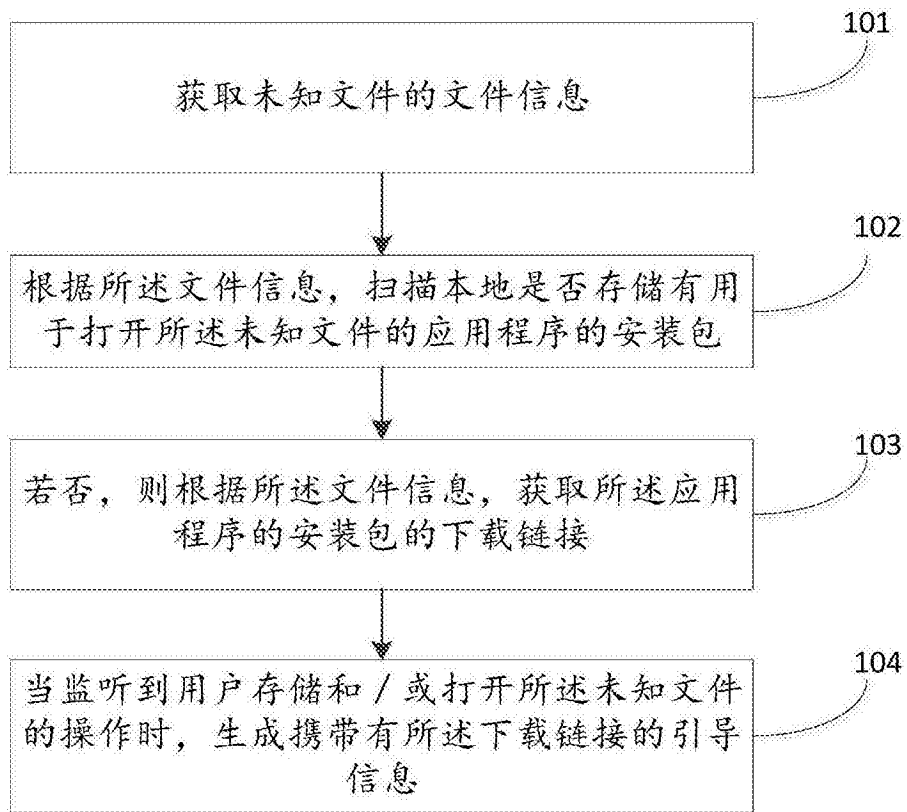 101
获取未知文件的文件信息
102
根据所述文件信息，扫描本地是否存储有用
于打开所述未知文件的应用程序的安装包
103
若否，则根据所述文件信息，获取所述应用
程序的安装包的下载链接
104
当监听到用户存储和/或打开所述未知文件
的操作时，生成携带有所述下载链接的引导
信息